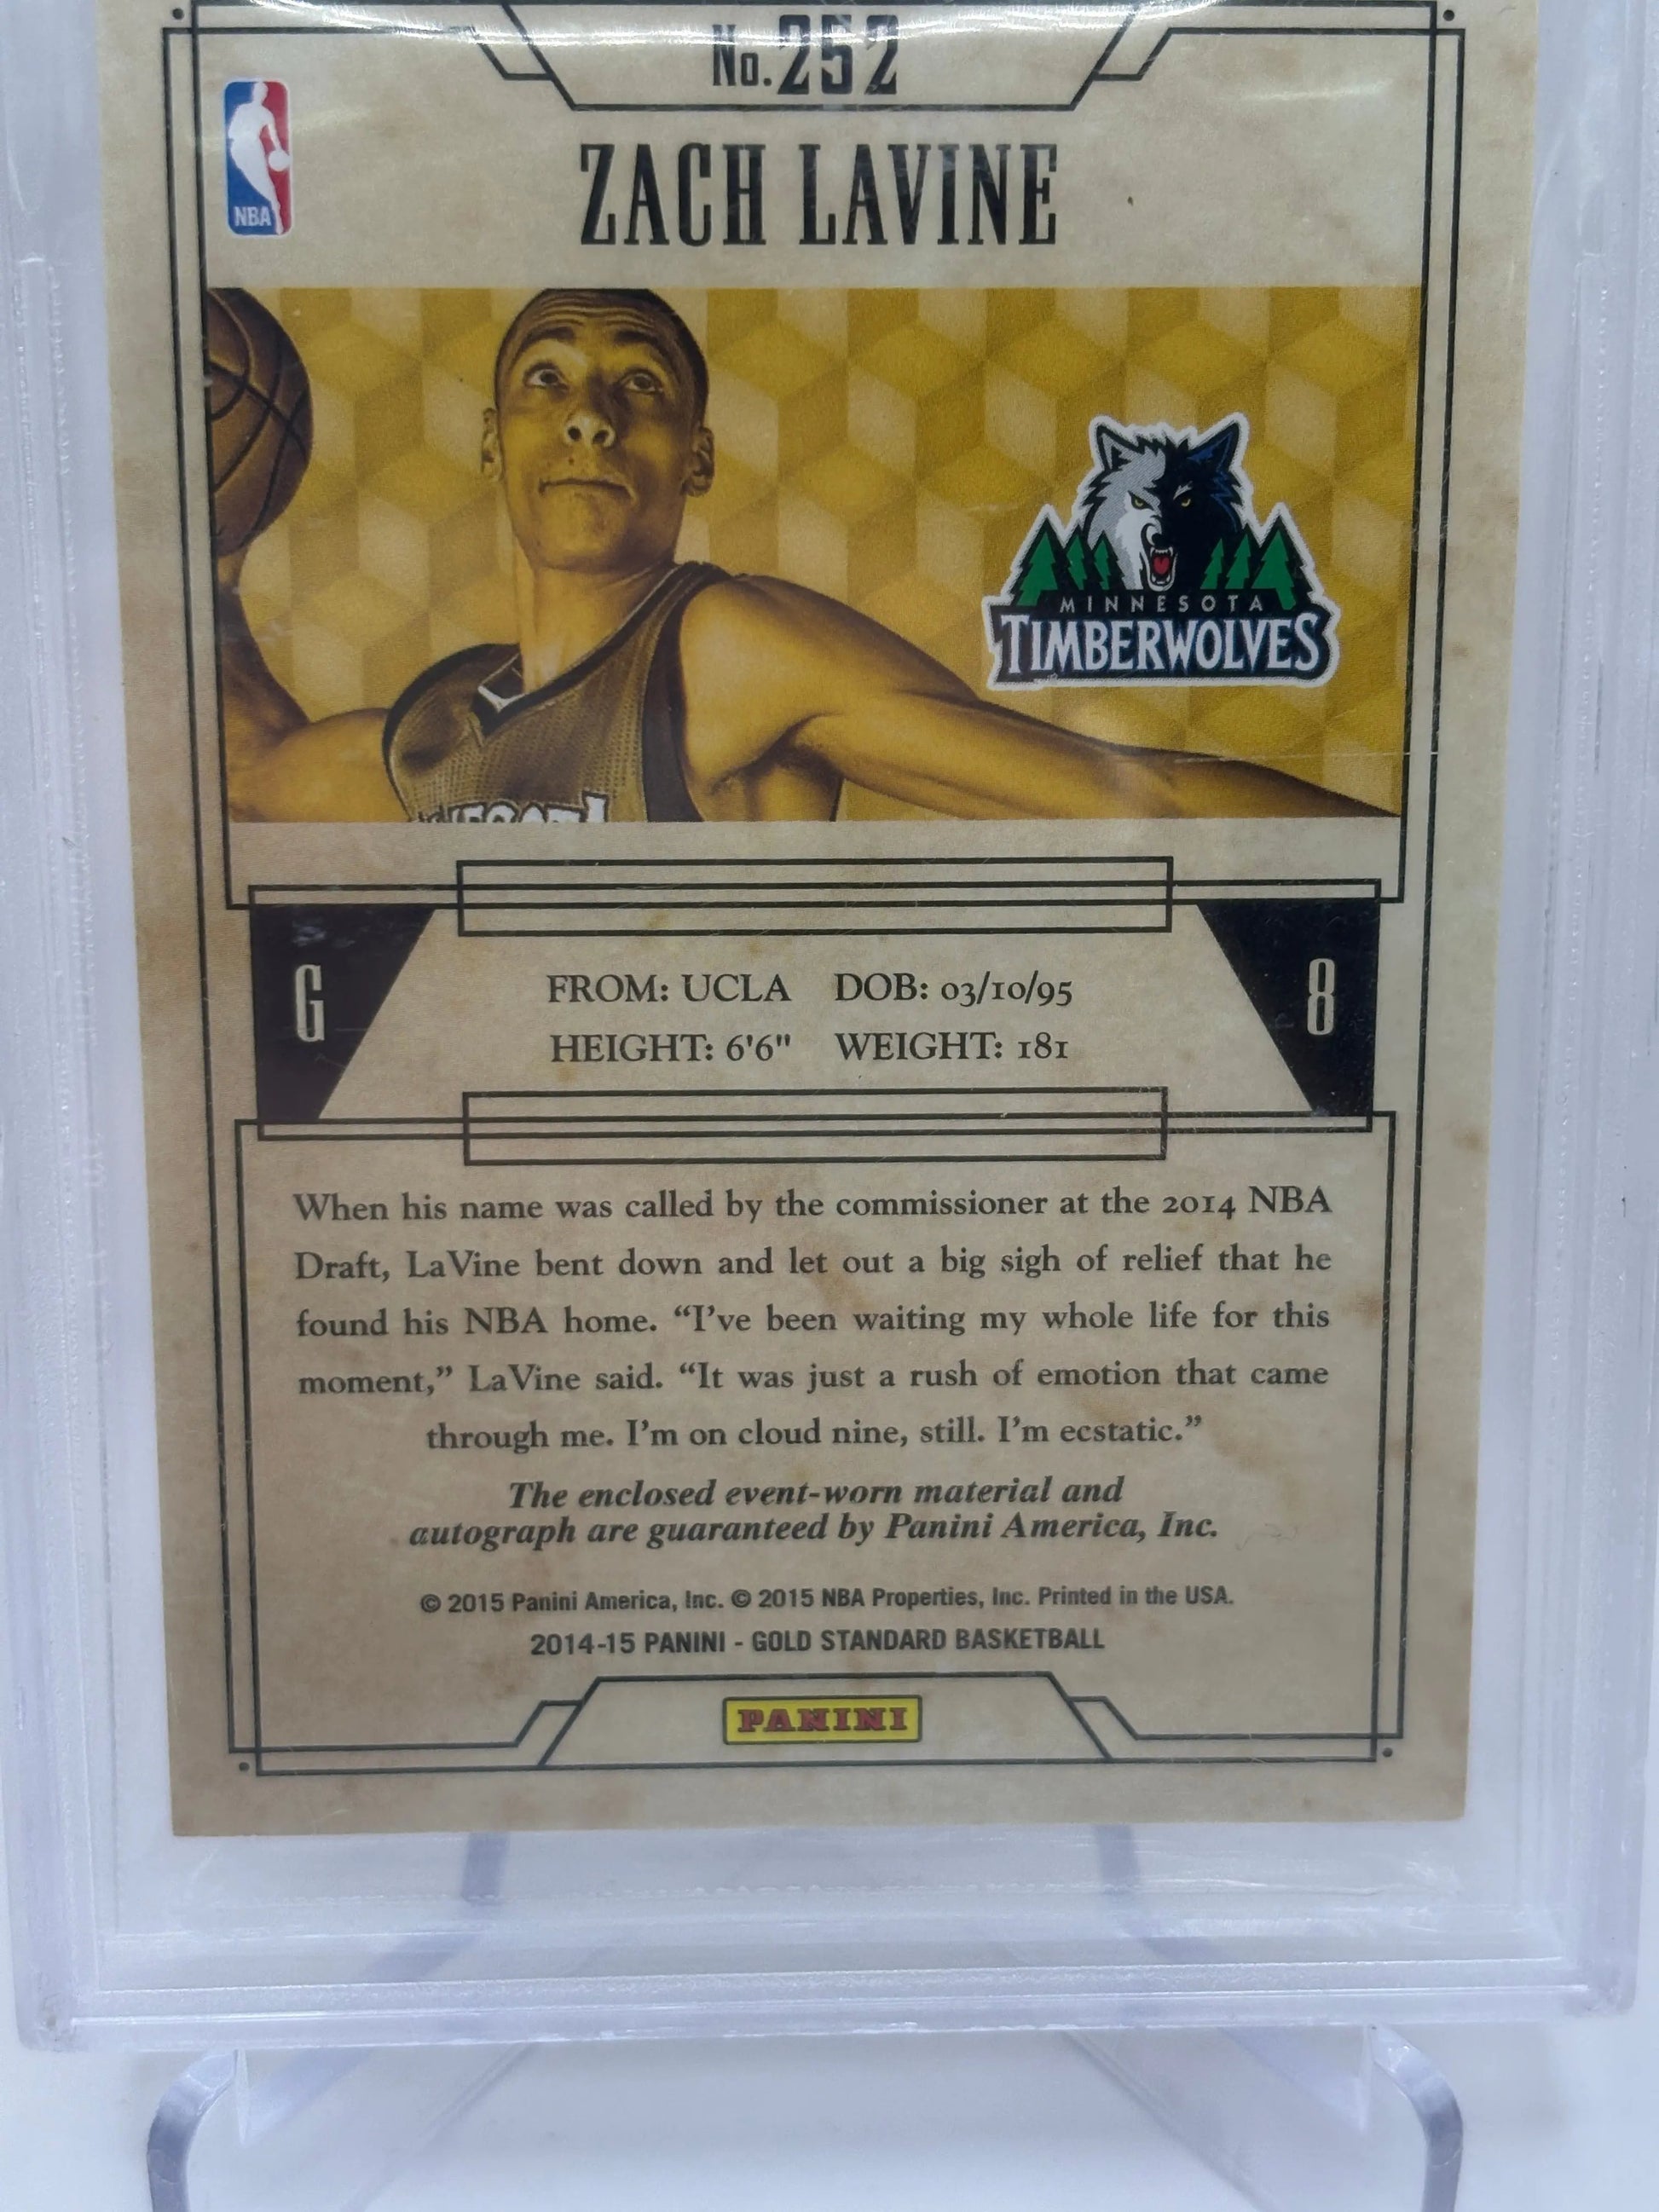 No.252
NBA
ZACH LAVINE
MINNESOTA
TIMBERWOLVES
G
FROM: UCLA DOB: 03/10/95
HEIGHT: 6'6" WEIGHT: 181
8
When his name was called by the commissioner at the 2014 NBA
Draft, LaVine bent down and let out a big sigh of relief that he
found his NBA home. “I’ve been waiting my whole life for this
moment,” LaVine said. “It was just a rush of emotion that came
through me. I’m on cloud nine, still. I’m ecstatic.”
The enclosed event-worn material and
autograph are guaranteed by Panini America, Inc.
© 2015 Panini America, Inc. © 2015 NBA Properties, Inc. Printed in the USA.
2014-15 PANINI - GOLD STANDARD BASKETBALL
PANINI